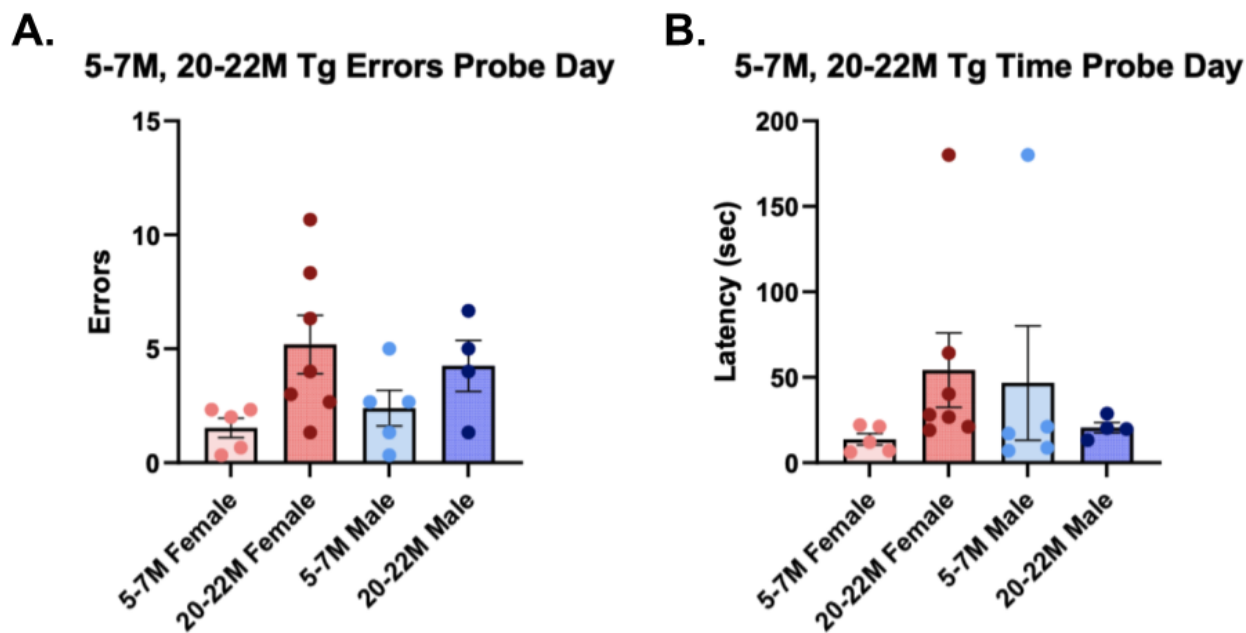 A.
5-7M, 20-22M Tg Errors Probe Day
15
10
5
0
Errors
5-7M Female
20-22M Female
5-7M Male
20-22M Male
B.
5-7M, 20-22M Tg Time Probe Day
200
150
100
50
0
Latency (sec)
5-7M Female
20-22M Female
5-7M Male
20-22M Male